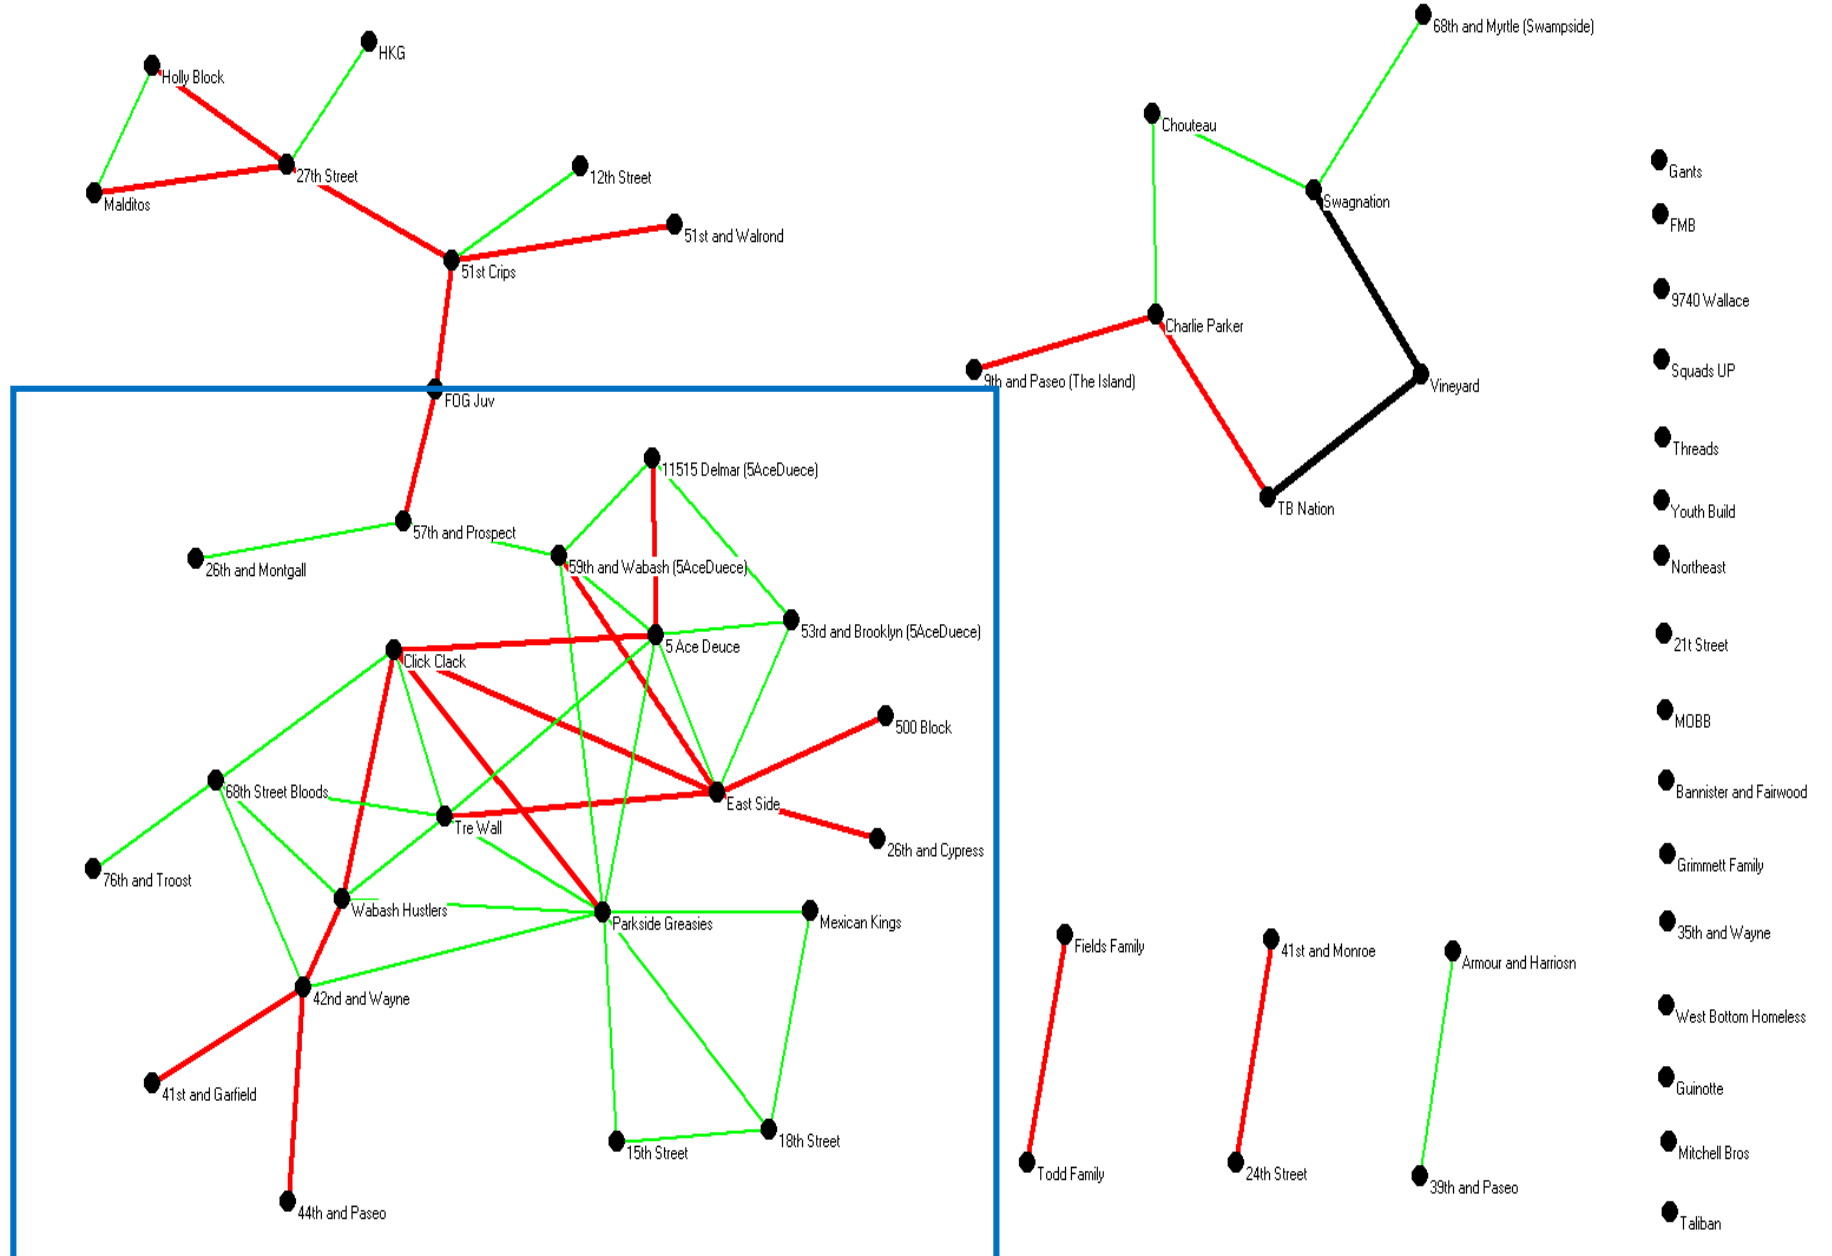 68th and Myrtle (Swampside)
HKG
Holly Block
Chouteau
Gants
27th Street
12th Street
Malditos
Swagnation
FMB
51st and Walrond
51st Crips
9740 Wallace
Charlie Parker
Squads UP
9th and Paseo (The Island)
Vineyard
FOG Juv
Threads
11515 Delmar (5AceDuece)
TB Nation
Youth Build
57th and Prospect
59th and Wabash (5AceDuece)
Northeast
26th and Montgall
53rd and Brooklyn (5AceDuece)
5 Ace Deuce
21t Street
Click Clack
MOBB
500 Block
68th Street Bloods
Bannister and Fairwood
East Side
Tre Wall
26th and Cypress
Grimmett Family
76th and Troost
Wabash Hustlers
Parkside Greasies
Mexican Kings
35th and Wayne
Fields Family
41st and Monroe
Armour and Harriosn
42nd and Wayne
West Bottom Homeless
Guinotte
41st and Garfield
18th Street
15th Street
Mitchell Bros
Todd Family
24th Street
39th and Paseo
44th and Paseo
Taliban